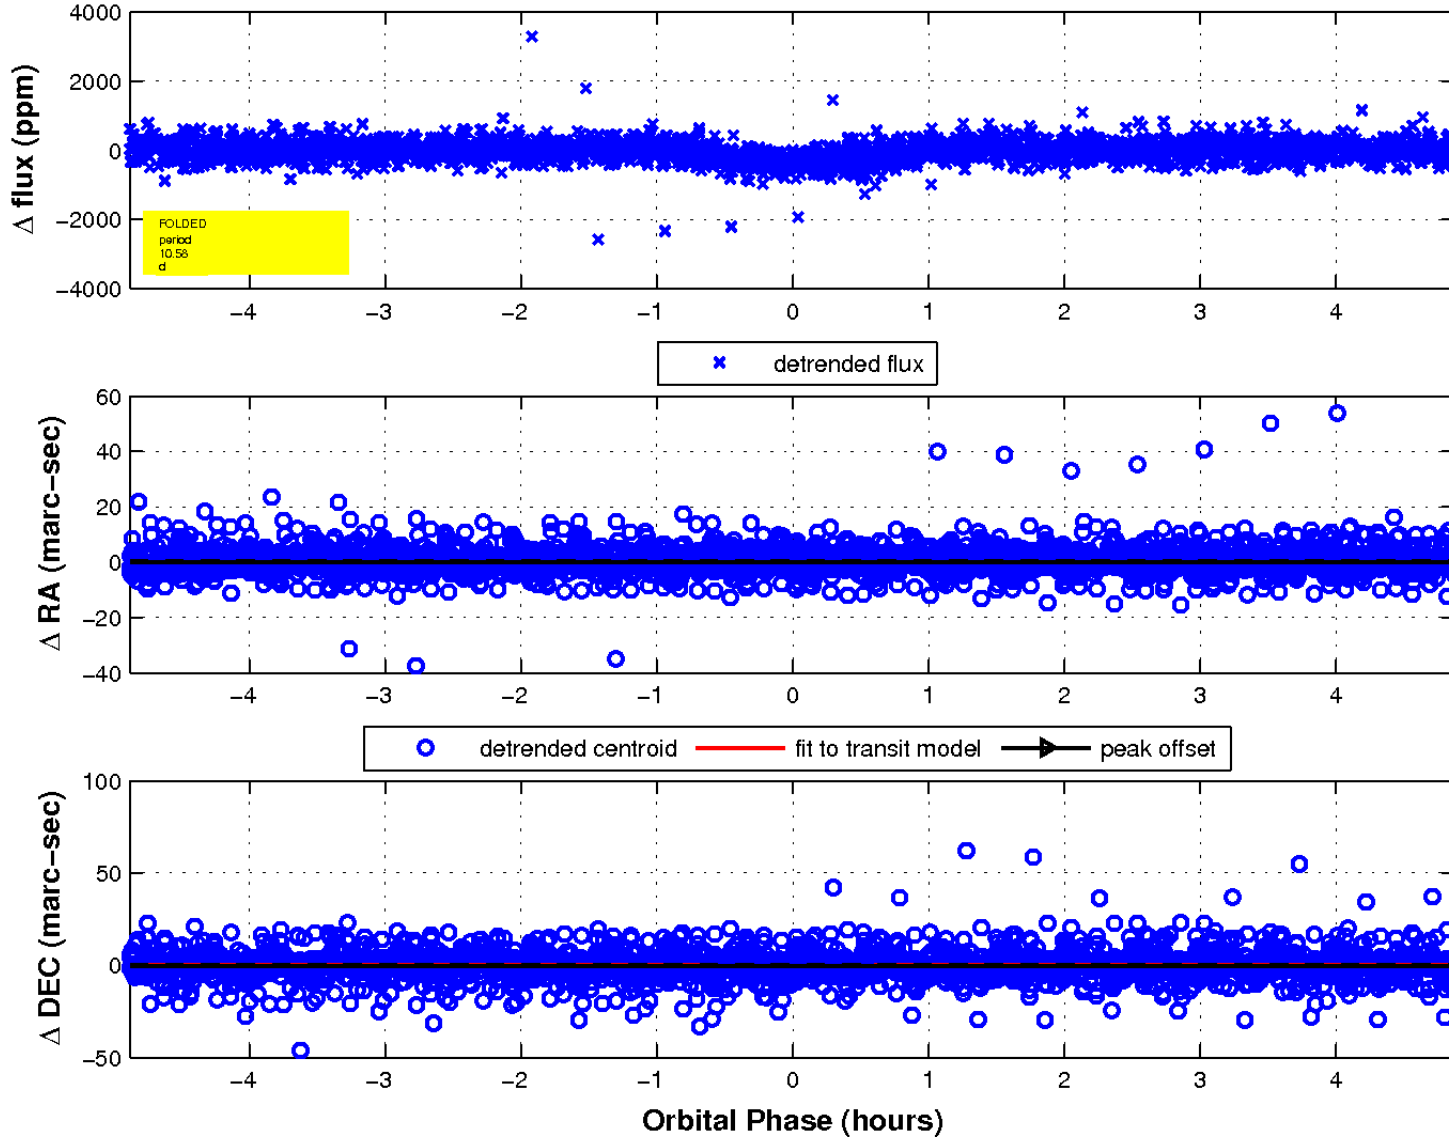 4000
2000
0
−2000
−4000
Δ flux (ppm)
FOLDED
period
10.58
d
−4 −3 −2 −1 0 1 2 3 4
detrended flux
60
40
20
0
−20
−40
Δ RA (marc−sec)
−4 −3 −2 −1 0 1 2 3 4
detrended centroid fit to transit model peak offset
100
50
0
−50
Δ DEC (marc−sec)
−4 −3 −2 −1 0 1 2 3 4
Orbital Phase (hours)